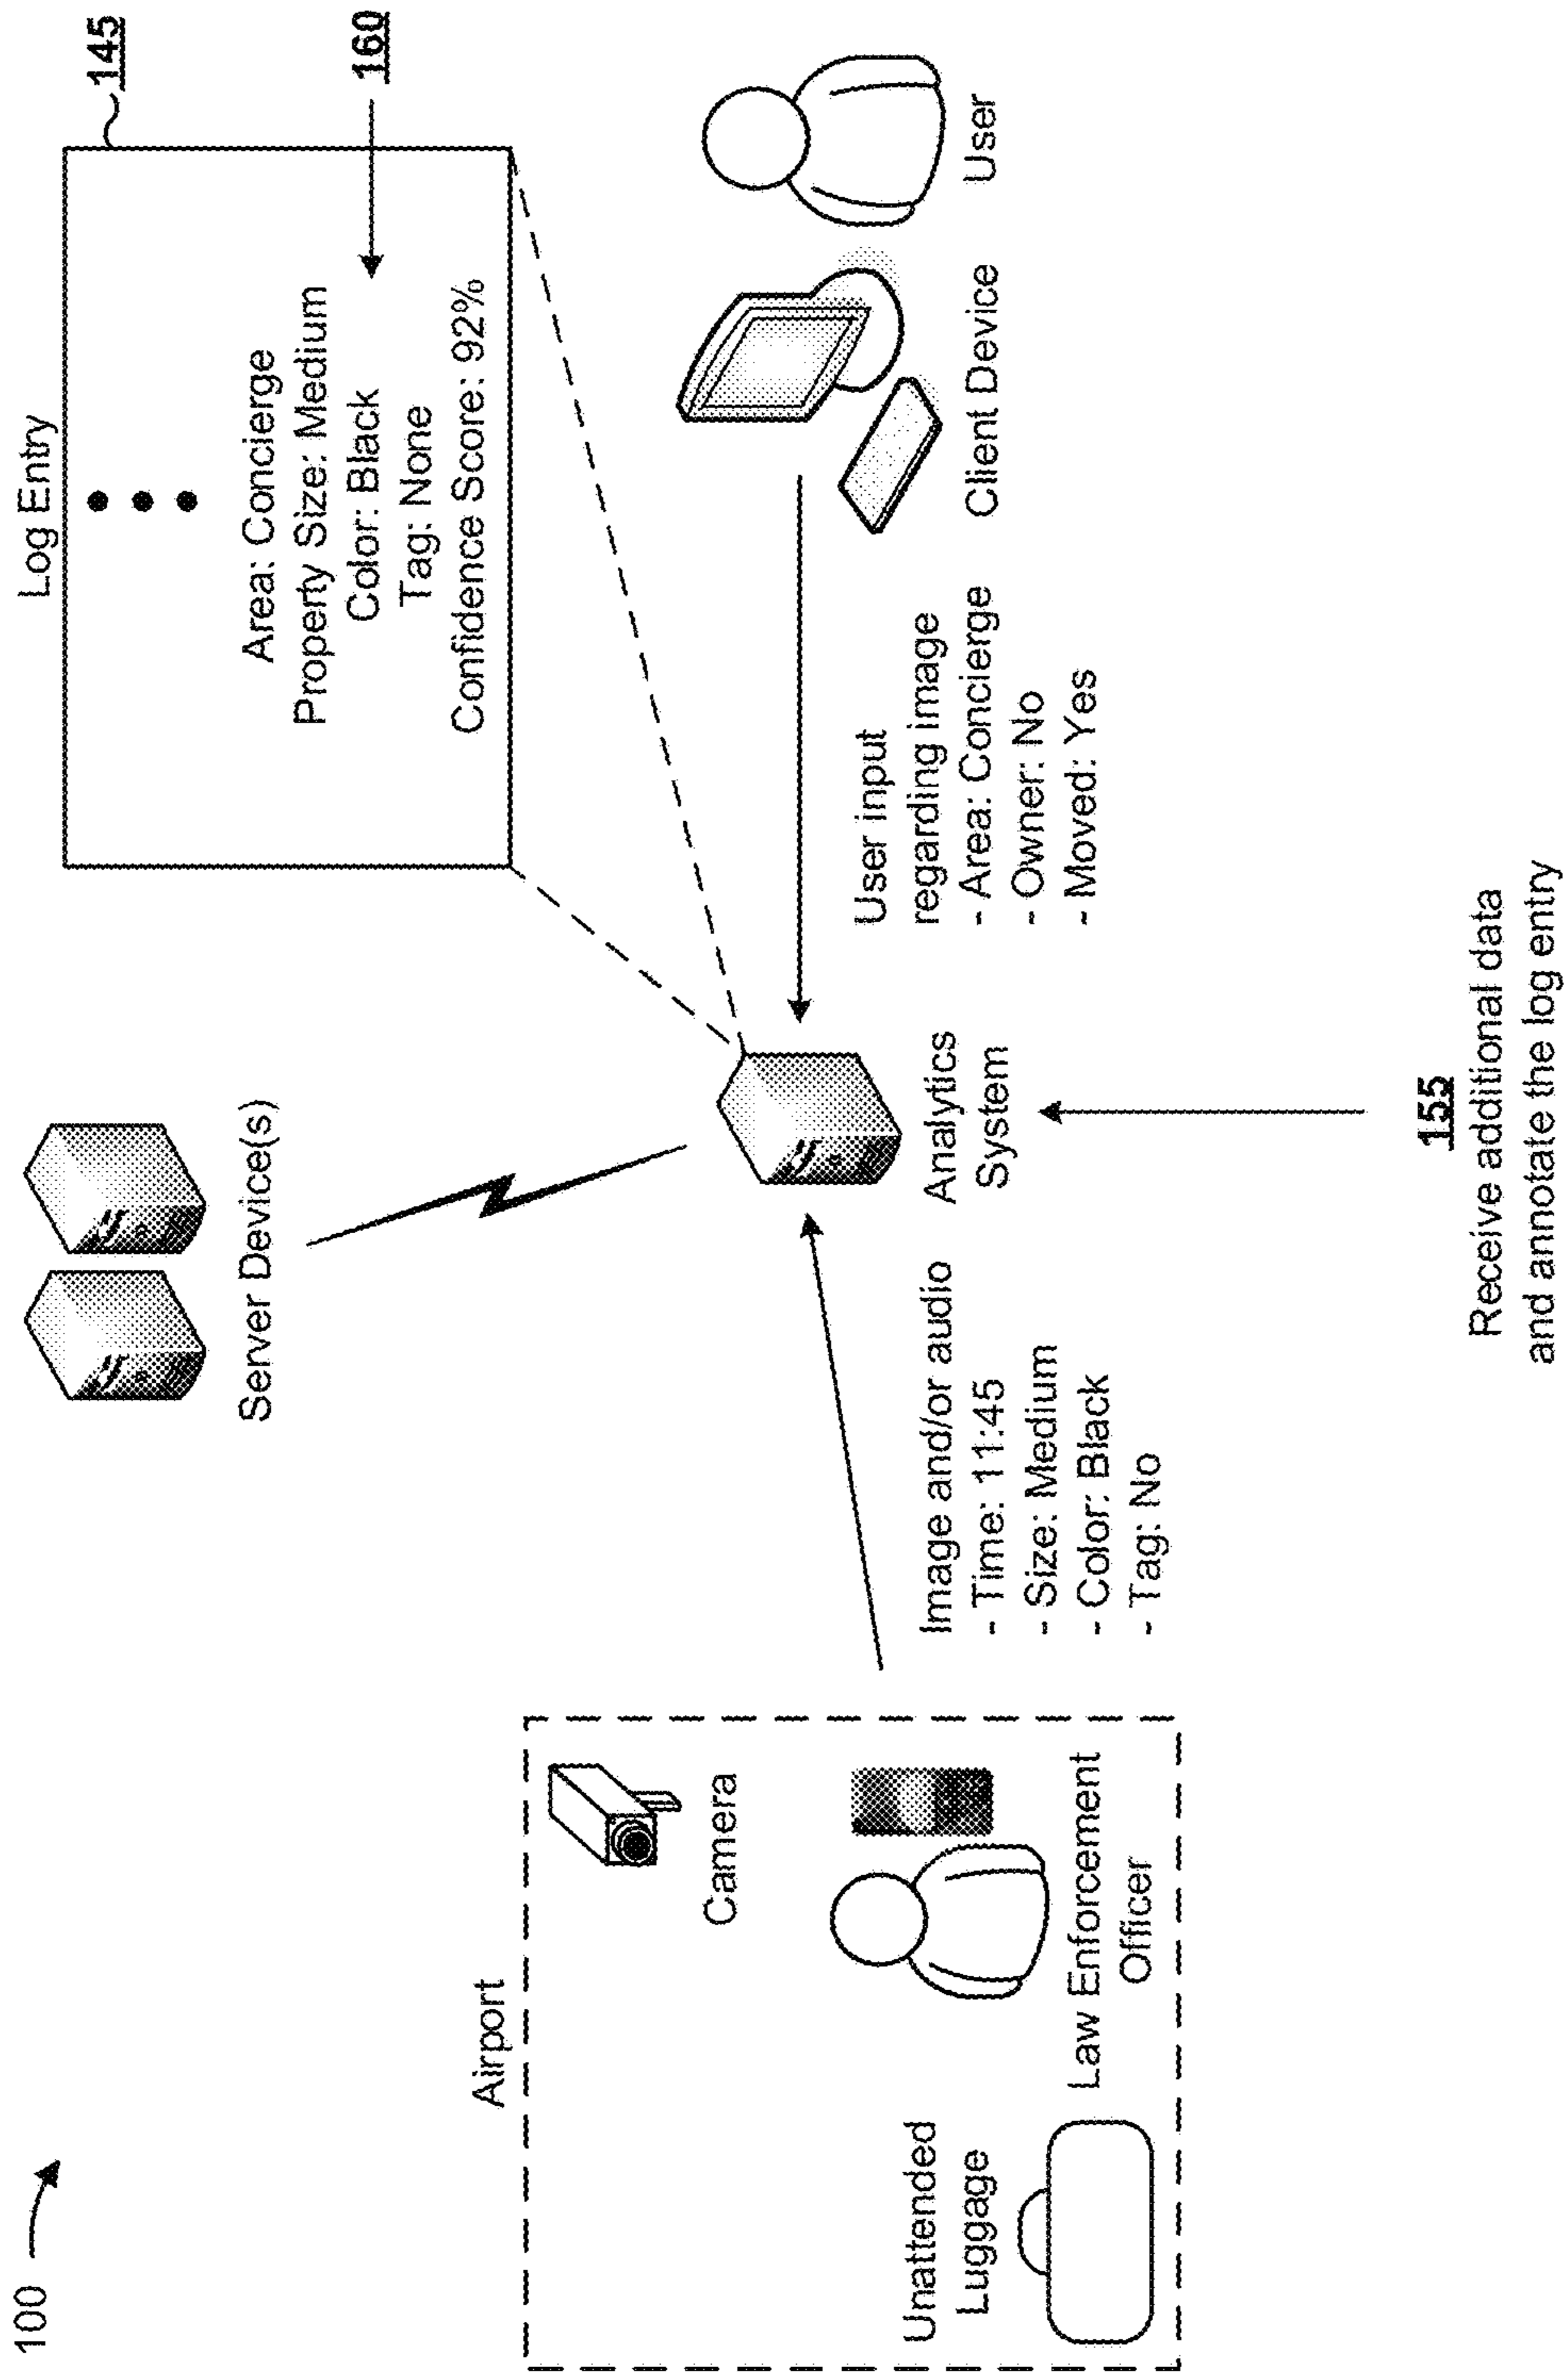 100
Airport
Camera
Unattended
Luggage
Law Enforcement
Officer
Server Device(s)
Image and/or audio
- Time: 11:45
- Size: Medium
- Color: Black
- Tag: No
Analytics
System
Log Entry
145
Area: Concierge
Property Size: Medium
Color: Black
Tag: None
Confidence Score: 92%
160
User input
regarding image
- Area: Concierge
- Owner: No
- Moved: Yes
Client Device
User
155
Receive additional data
and annotate the log entry